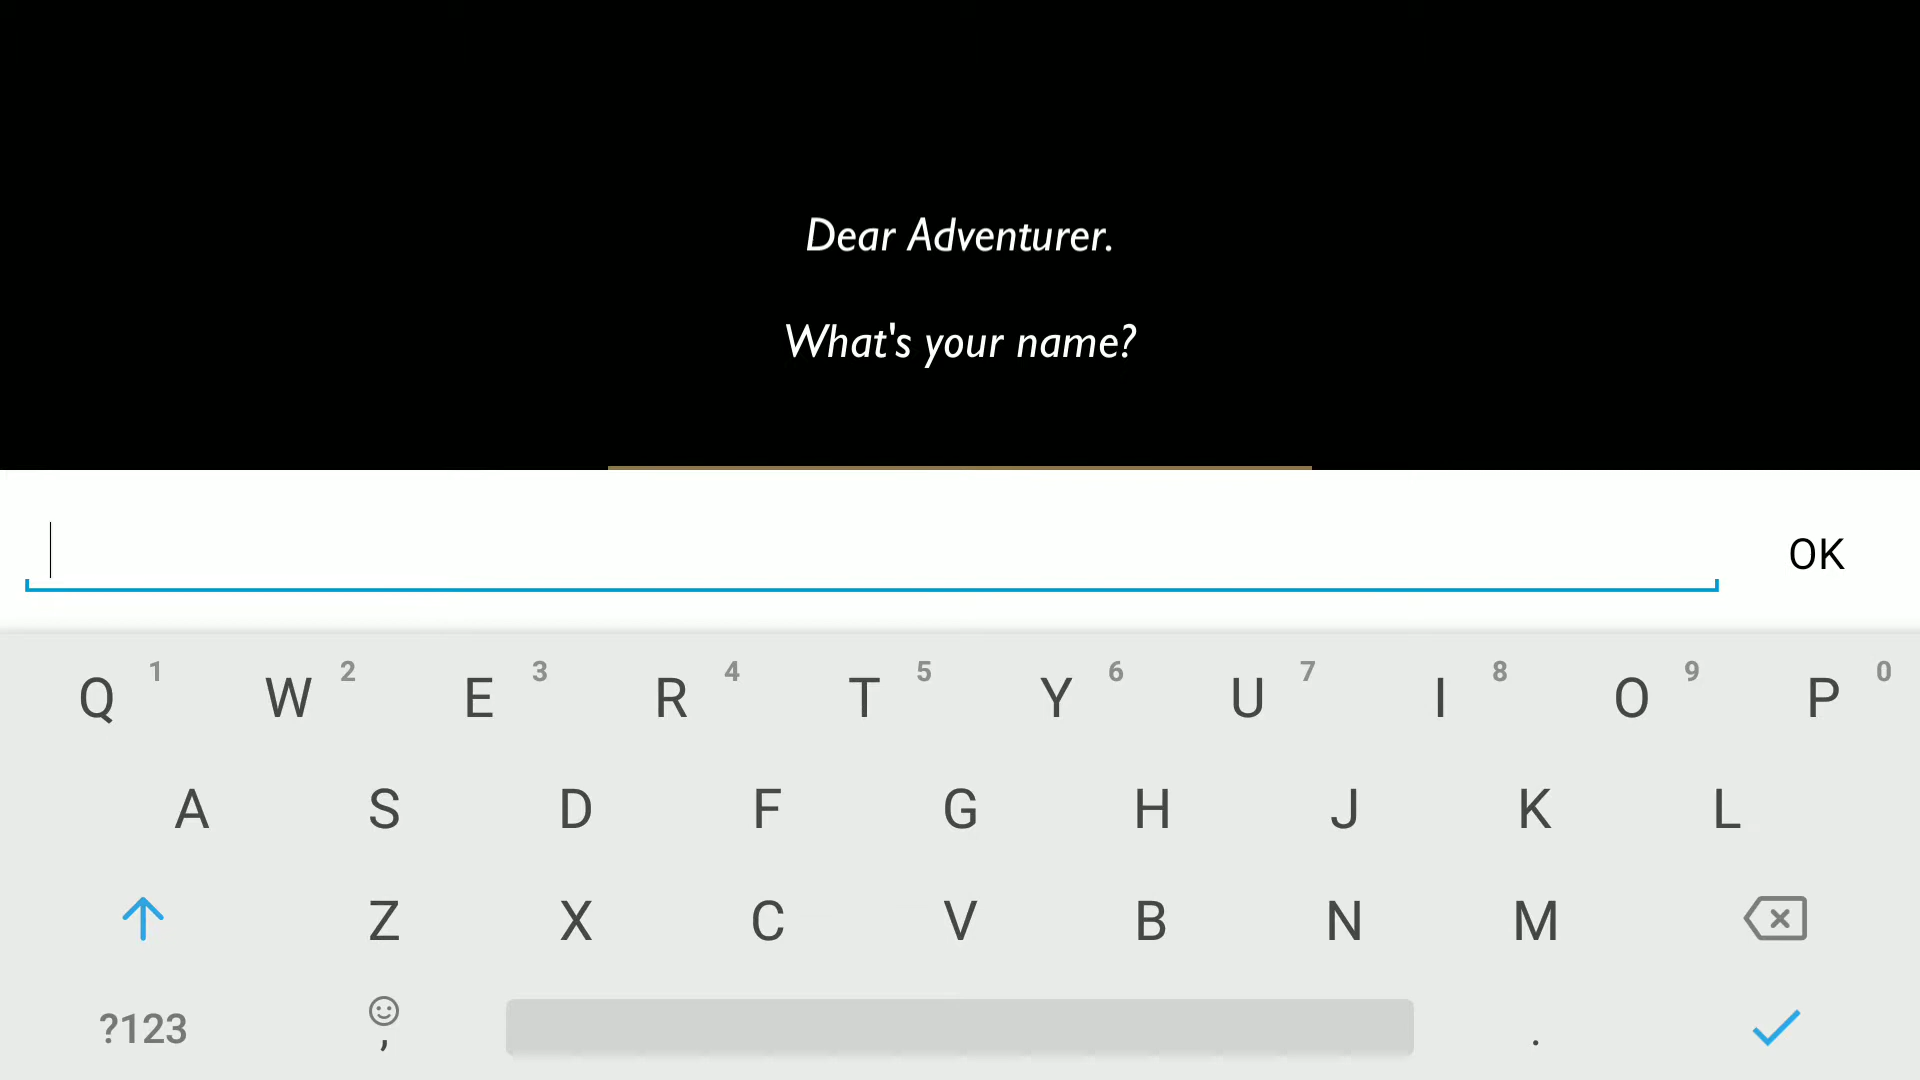 Dear Adventurer.
What's your name?
OK
Q 1 W 2 E 3 R 4 T 5 Y 6 U 7 I 8 O 9 P 0
A S D F G H J K L
Z X C V B N M
?123 , .